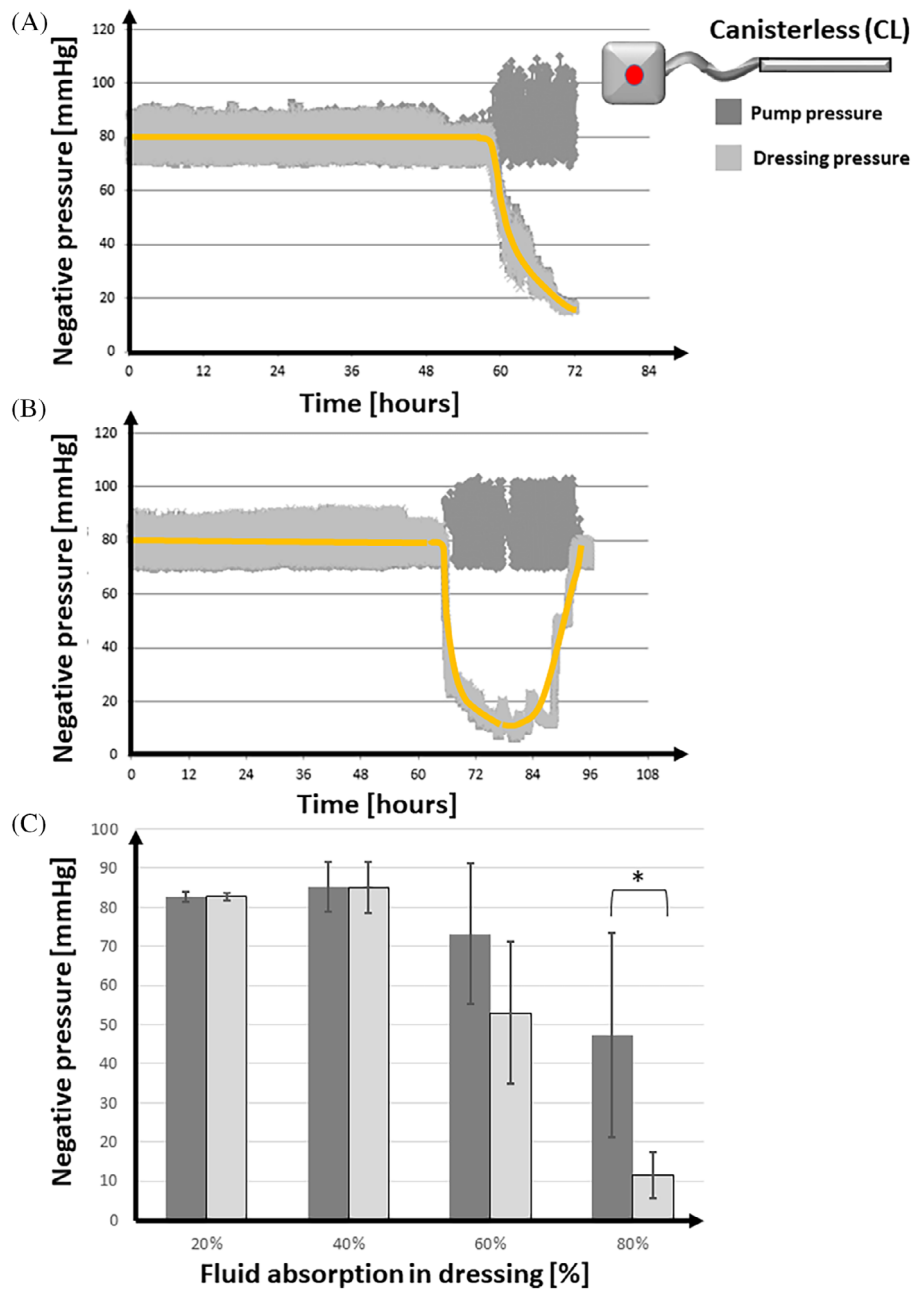 (A)
Canisterless (CL)
Pump pressure
Dressing pressure
Negative pressure [mmHg]
120
100
80
60
40
20
0
0 12 24 36 48 60 72 84
Time [hours]
(B)
Negative pressure [mmHg]
120
100
80
60
40
20
0
0 12 24 36 48 60 72 84 96 108
Time [hours]
(C)
Negative pressure [mmHg]
100
90
80
70
60
50
40
30
20
10
0
*
20% 40% 60% 80%
Fluid absorption in dressing [%]